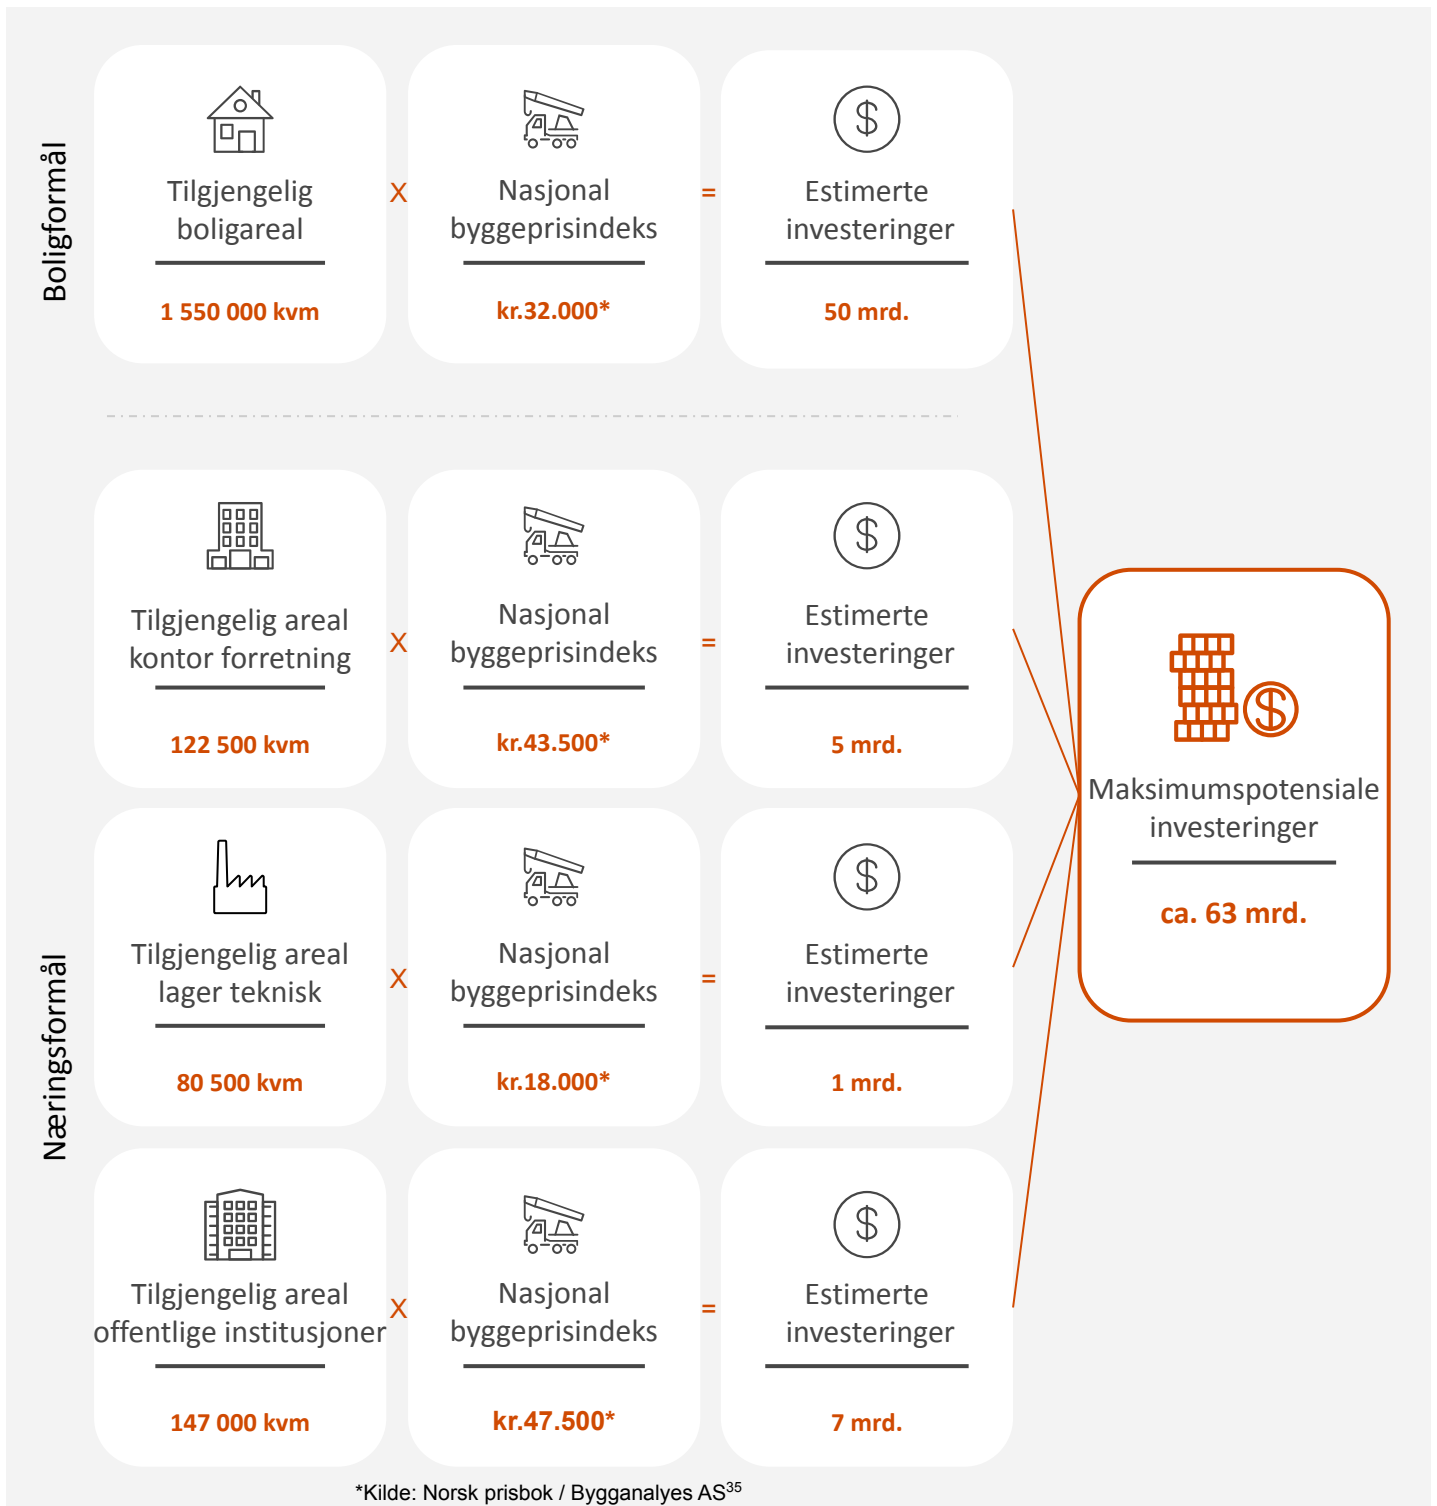 Boligformål
Tilgjengelig
boligareal
1 550 000 kvm
X
Nasjonal
byggeprisindeks
kr.32.000*
=
Estimerte
investeringer
50 mrd.
Næringsformål
Tilgjengelig areal
kontor forretning
122 500 kvm
X
Nasjonal
byggeprisindeks
kr.43.500*
=
Estimerte
investeringer
5 mrd.
Tilgjengelig areal
lager teknisk
80 500 kvm
X
Nasjonal
byggeprisindeks
kr.18.000*
=
Estimerte
investeringer
1 mrd.
Tilgjengelig areal
offentlige institusjoner
147 000 kvm
X
Nasjonal
byggeprisindeks
kr.47.500*
=
Estimerte
investeringer
7 mrd.
Maksimumspotensiale
investeringer
ca. 63 mrd.
*Kilde: Norsk prisbok / Bygganalyes AS35